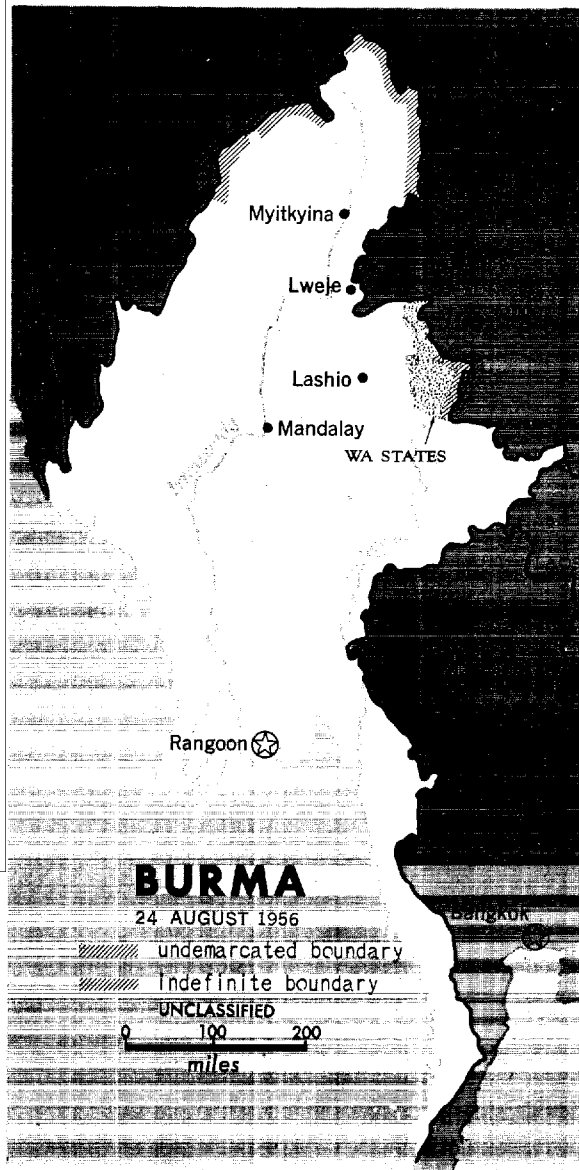 Myitkyina
Lweje
Lashio
Mandalay
WA STATES
Rangoon
BURMA
24 AUGUST 1956
Bangkok
undemarcated boundary
indefinite boundary
UNCLASSIFIED
0 100 200
miles